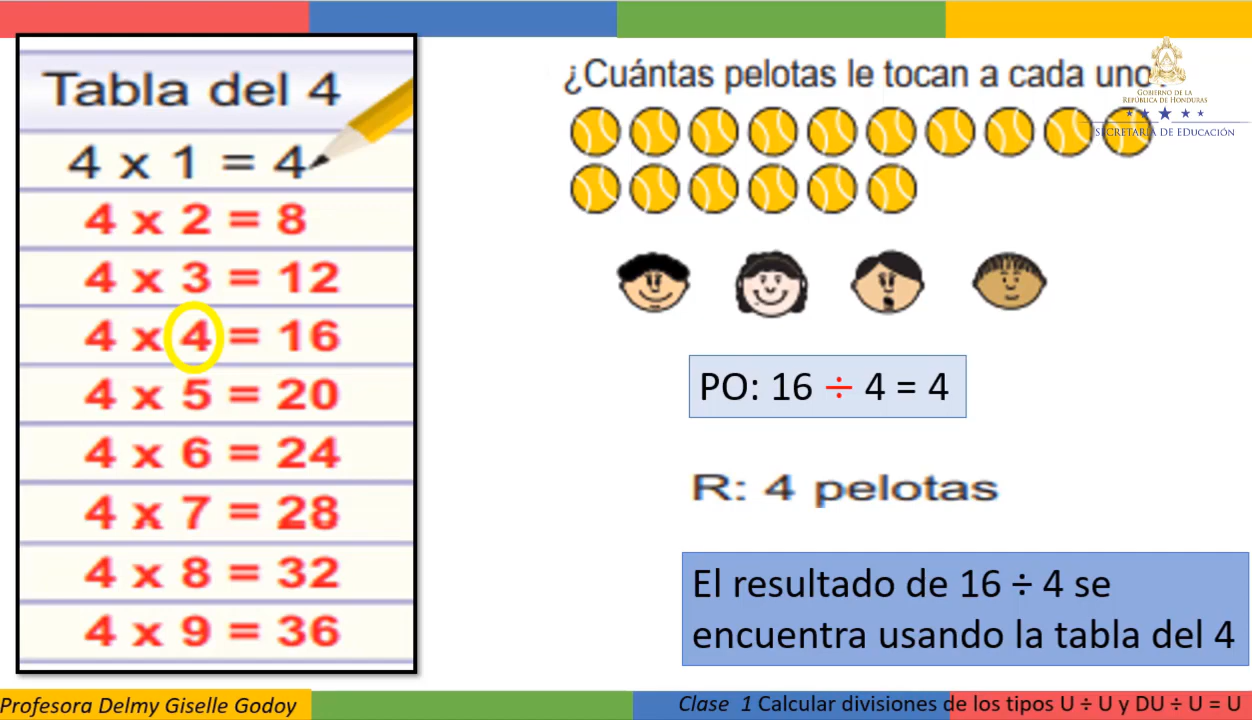 Tabla del 4
4 x 1 = 4
4 x 2 = 8
4 x 3 = 12
4 x 4 = 16
4 x 5 = 20
4 x 6 = 24
4 x 7 = 28
4 x 8 = 32
4 x 9 = 36
¿Cuántas pelotas le tocan a cada uno
GOBIERNO DE LA
REPÚBLICA DE HONDURAS
SECRETARÍA DE EDUCACIÓN
PO: 16 ÷ 4 = 4
R: 4 pelotas
El resultado de 16 ÷ 4 se
encuentra usando la tabla del 4
Profesora Delmy Giselle Godoy
Clase 1 Calcular divisiones de los tipos U ÷ U y DU ÷ U = U